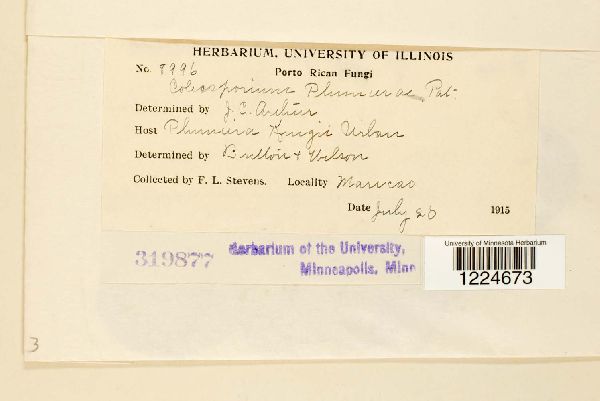 HERBARIUM, UNIVERSITY OF ILLINOIS
No. 8996 Porto Rican Fungi
Coleosporium Plumierae Pat.
Determined by J. C. Arthur
Host Plumiera Krugii Urban
Determined by Britton & Wilson
Collected by F. L. Stevens. Locality Maricao
Date July 26 1915
319877 Herbarium of the University,
Minneapolis, Minn
University of Minnesota Herbarium
1224673
3